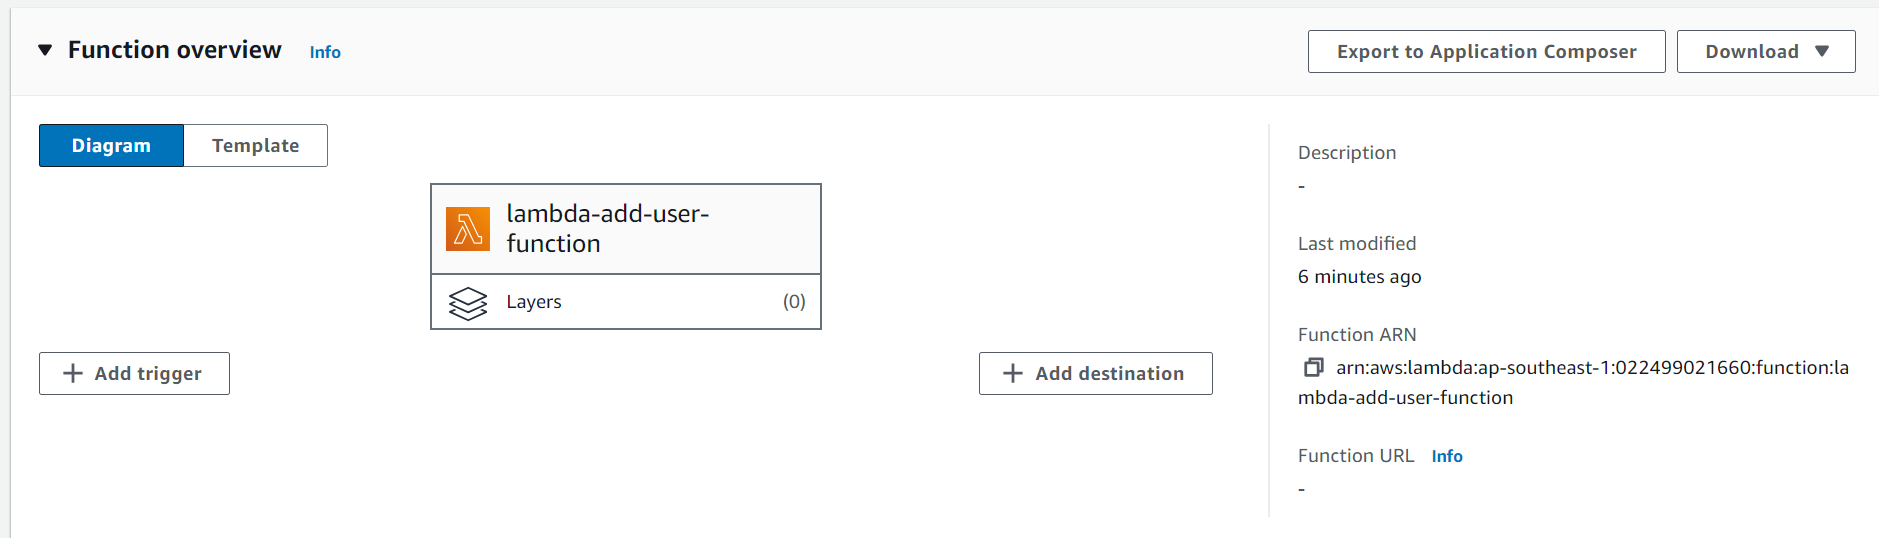 Function overview Info
Export to Application Composer
Download
Diagram
Template
lambda-add-user-
function
Layers (0)
Add trigger
Add destination
Description
-
Last modified
6 minutes ago
Function ARN
arn:aws:lambda:ap-southeast-1:022499021660:function:la
mbda-add-user-function
Function URL Info
-